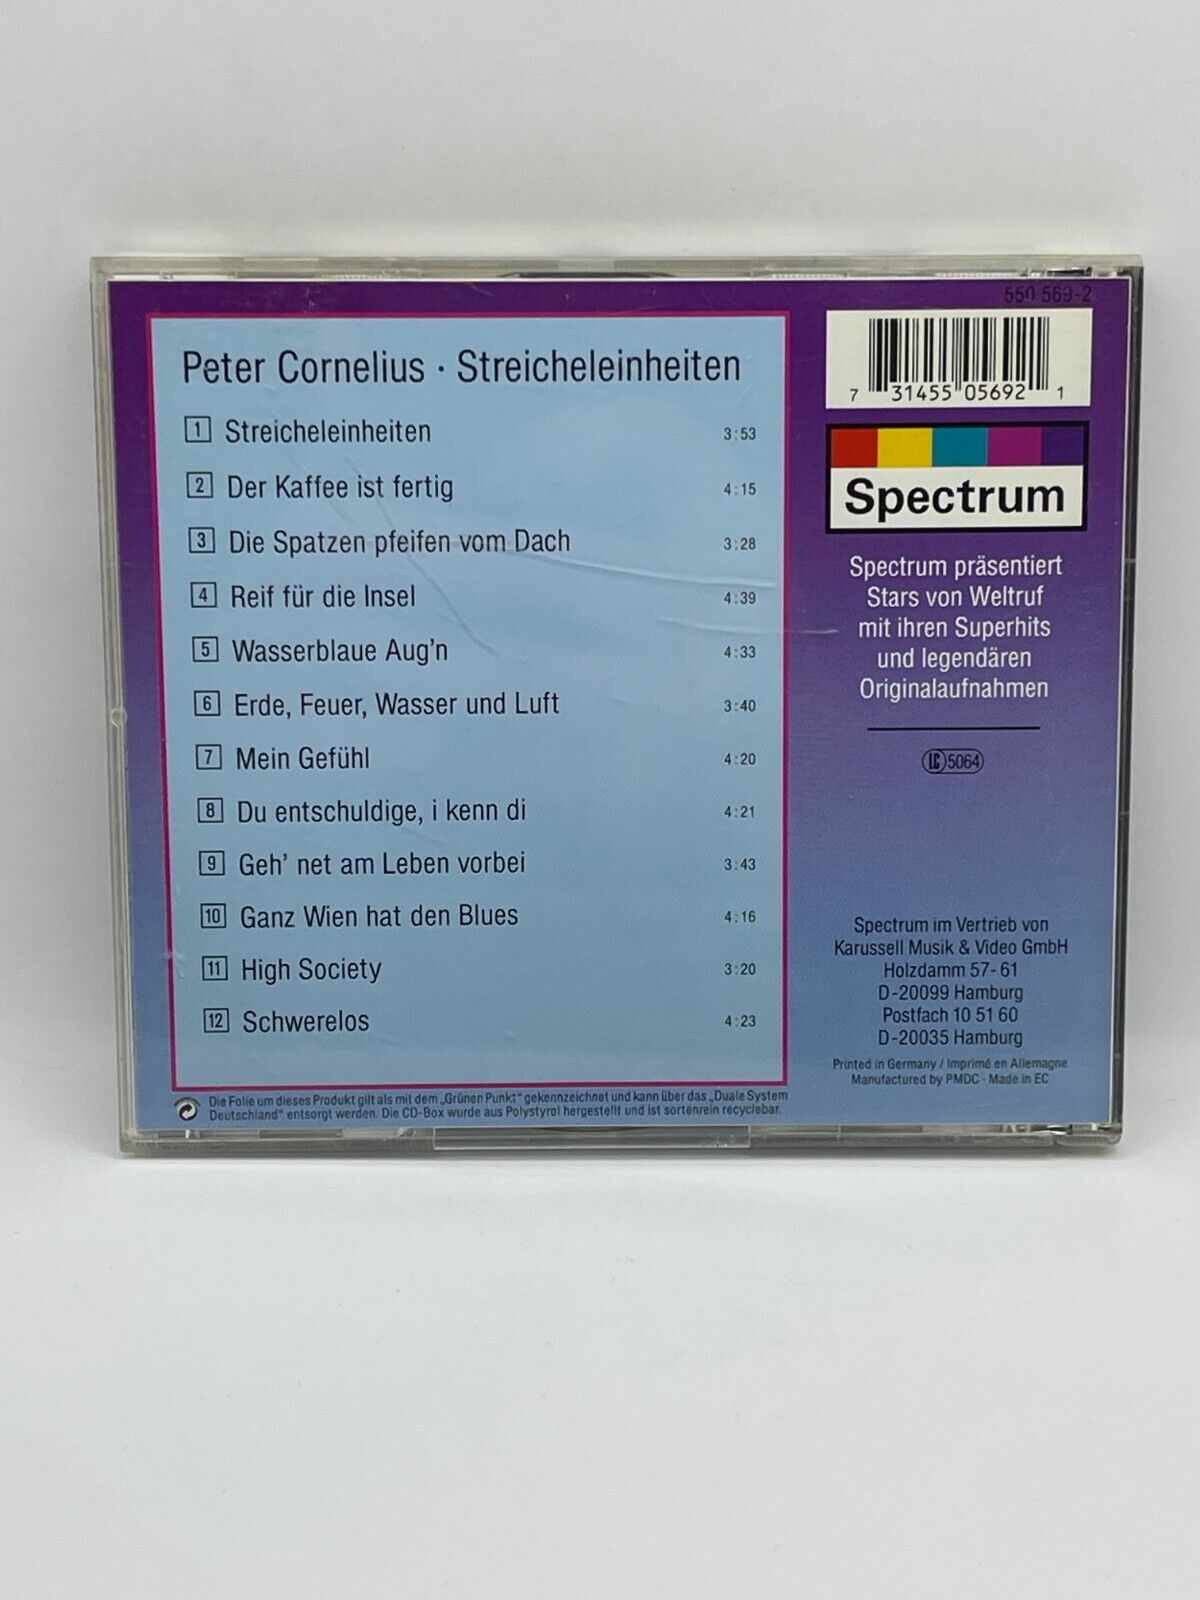 550 569-2
Peter Cornelius · Streicheleinheiten
1 Streicheleinheiten 3:53
2 Der Kaffee ist fertig 4:15
3 Die Spatzen pfeifen vom Dach 3:28
4 Reif für die Insel 4:39
5 Wasserblaue Aug'n 4:33
6 Erde, Feuer, Wasser und Luft 3:40
7 Mein Gefühl 4:20
8 Du entschuldige, i kenn di 4:21
9 Geh' net am Leben vorbei 3:43
10 Ganz Wien hat den Blues 4:16
11 High Society 3:20
12 Schwerelos 4:23
Die Folie um dieses Produkt gilt als mit dem „Grünen Punkt" gekennzeichnet und kann über das „Duale System
Deutschland" entsorgt werden. Die CD-Box wurde aus Polystyrol hergestellt und ist sortenrein recyclebar.
7 31455 05692 1
Spectrum
Spectrum präsentiert
Stars von Weltruf
mit ihren Superhits
und legendären
Originalaufnahmen
LC 5064
Spectrum im Vertrieb von
Karussell Musik & Video GmbH
Holzdamm 57-61
D-20099 Hamburg
Postfach 10 51 60
D-20035 Hamburg
Printed in Germany / Imprimé en Allemagne
Manufactured by PMDC · Made in EC